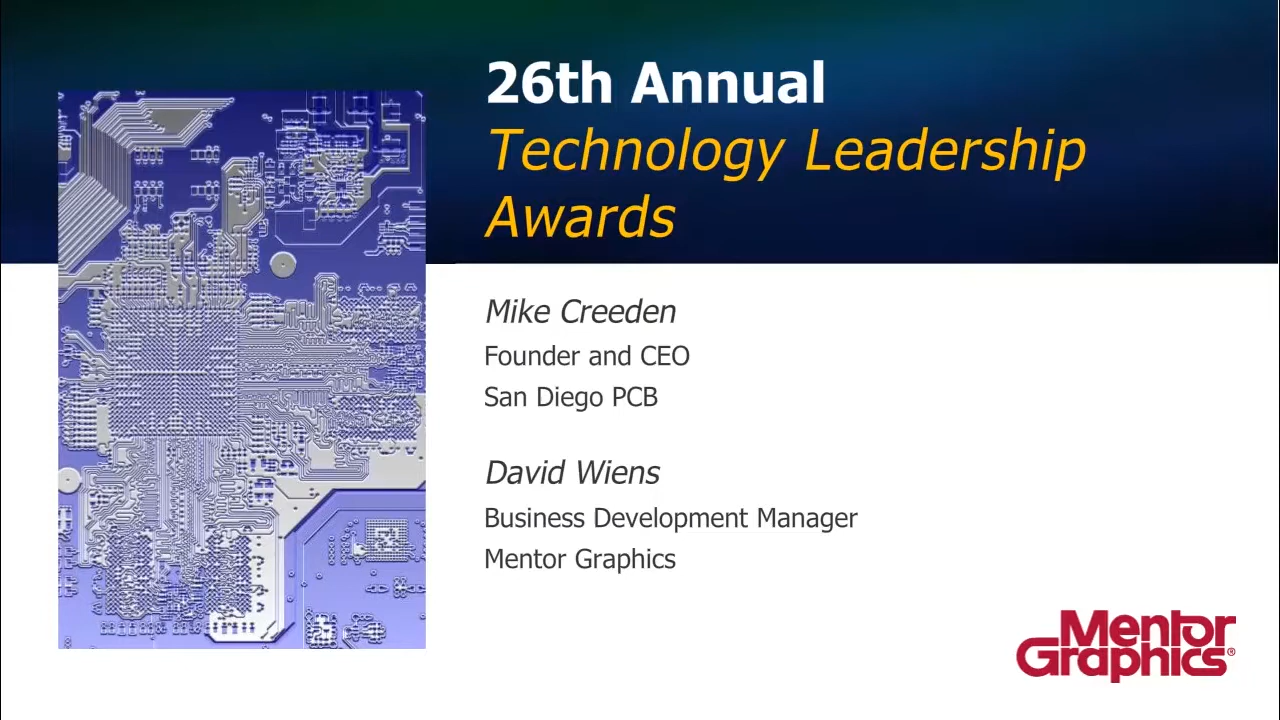 26th Annual
Technology Leadership
Awards
Mike Creeden
Founder and CEO
San Diego PCB
David Wiens
Business Development Manager
Mentor Graphics
Mentor
Graphics®